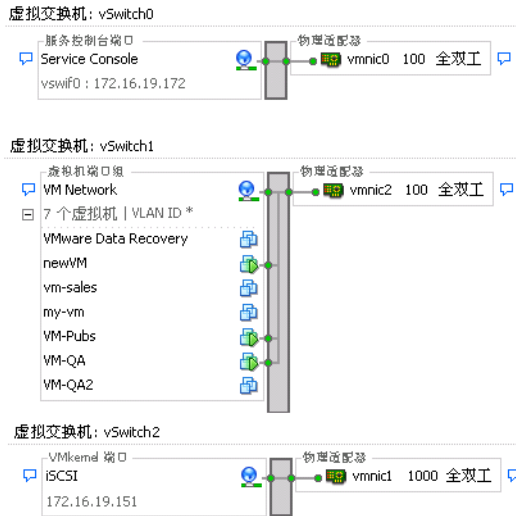 虚拟交换机: vSwitch0
服务控制台端口
物理适配器
Service Console
vmnic0 100 全双工
vswif0 : 172.16.19.172
虚拟交换机: vSwitch1
虚拟机端口组
物理适配器
VM Network
vmnic2 100 全双工
7 个虚拟机 | VLAN ID *
VMware Data Recovery
newVM
vm-sales
my-vm
VM-Pubs
VM-QA
VM-QA2
虚拟交换机: vSwitch2
VMkernel 端口
物理适配器
iSCSI
vmnic1 1000 全双工
172.16.19.151